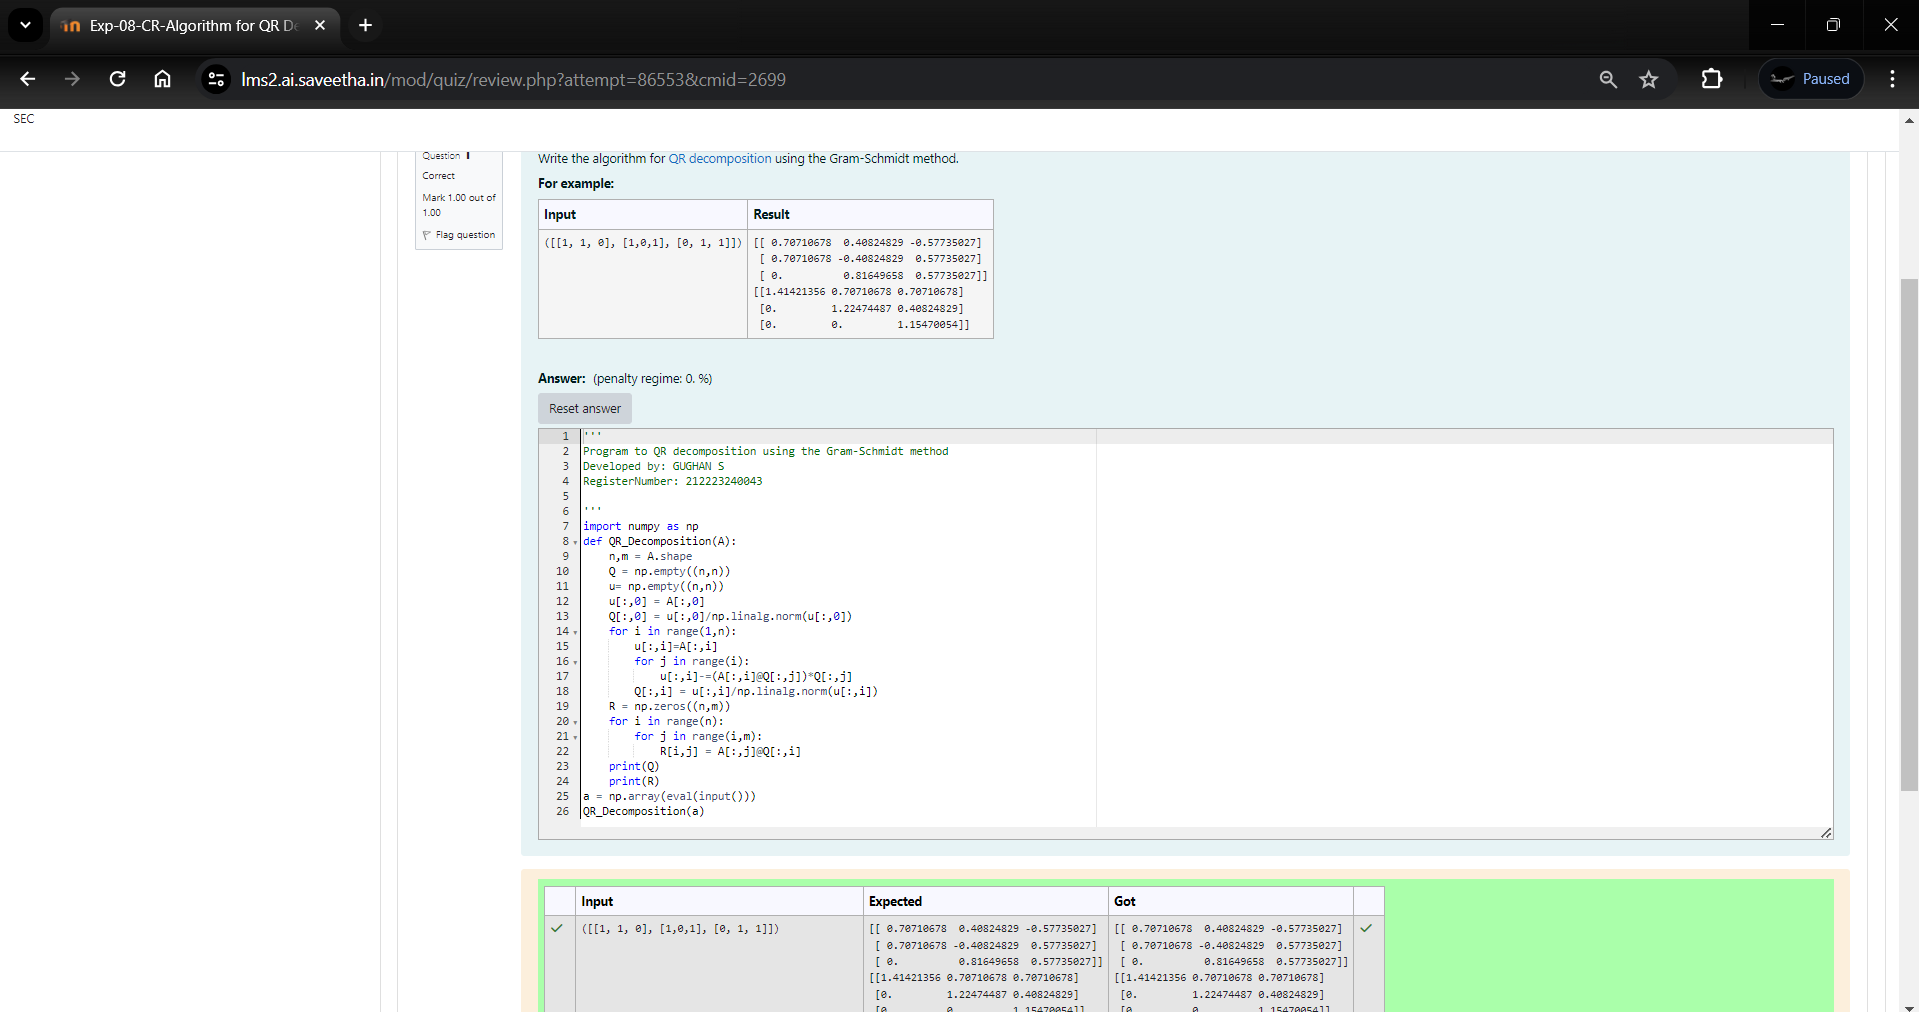 Exp-08-CR-Algorithm for QR De
lms2.ai.saveetha.in/mod/quiz/review.php?attempt=86553&cmid=2699
Paused
SEC
Question 1
Correct
Mark 1.00 out of
1.00
Flag question
Write the algorithm for QR decomposition using the Gram-Schmidt method.
For example:
Input Result
([[1, 1, 0], [1,0,1], [0, 1, 1]]) [[ 0.70710678 0.40824829 -0.57735027]
[ 0.70710678 -0.40824829 0.57735027]
[ 0. 0.81649658 0.57735027]]
[[1.41421356 0.70710678 0.70710678]
[0. 1.22474487 0.40824829]
[0. 0. 1.15470054]]
Answer: (penalty regime: 0. %)
Reset answer
1 '''
2 Program to QR decomposition using the Gram-Schmidt method
3 Developed by: GUGHAN S
4 RegisterNumber: 212223240043
5
6 '''
7 import numpy as np
8 def QR_Decomposition(A):
9 n,m = A.shape
10 Q = np.empty((n,n))
11 u= np.empty((n,n))
12 u[:,0] = A[:,0]
13 Q[:,0] = u[:,0]/np.linalg.norm(u[:,0])
14 for i in range(1,n):
15 u[:,i]=A[:,i]
16 for j in range(i):
17 u[:,i]-=(A[:,i]@Q[:,j])*Q[:,j]
18 Q[:,i] = u[:,i]/np.linalg.norm(u[:,i])
19 R = np.zeros((n,m))
20 for i in range(n):
21 for j in range(i,m):
22 R[i,j] = A[:,j]@Q[:,i]
23 print(Q)
24 print(R)
25 a = np.array(eval(input()))
26 QR_Decomposition(a)
Input Expected Got
([[1, 1, 0], [1,0,1], [0, 1, 1]]) [[ 0.70710678 0.40824829 -0.57735027] [[ 0.70710678 0.40824829 -0.57735027]
[ 0.70710678 -0.40824829 0.57735027] [ 0.70710678 -0.40824829 0.57735027]
[ 0. 0.81649658 0.57735027]] [ 0. 0.81649658 0.57735027]]
[[1.41421356 0.70710678 0.70710678] [[1.41421356 0.70710678 0.70710678]
[0. 1.22474487 0.40824829] [0. 1.22474487 0.40824829]
[0. 0. 1.15470054]] [0. 0. 1.15470054]]